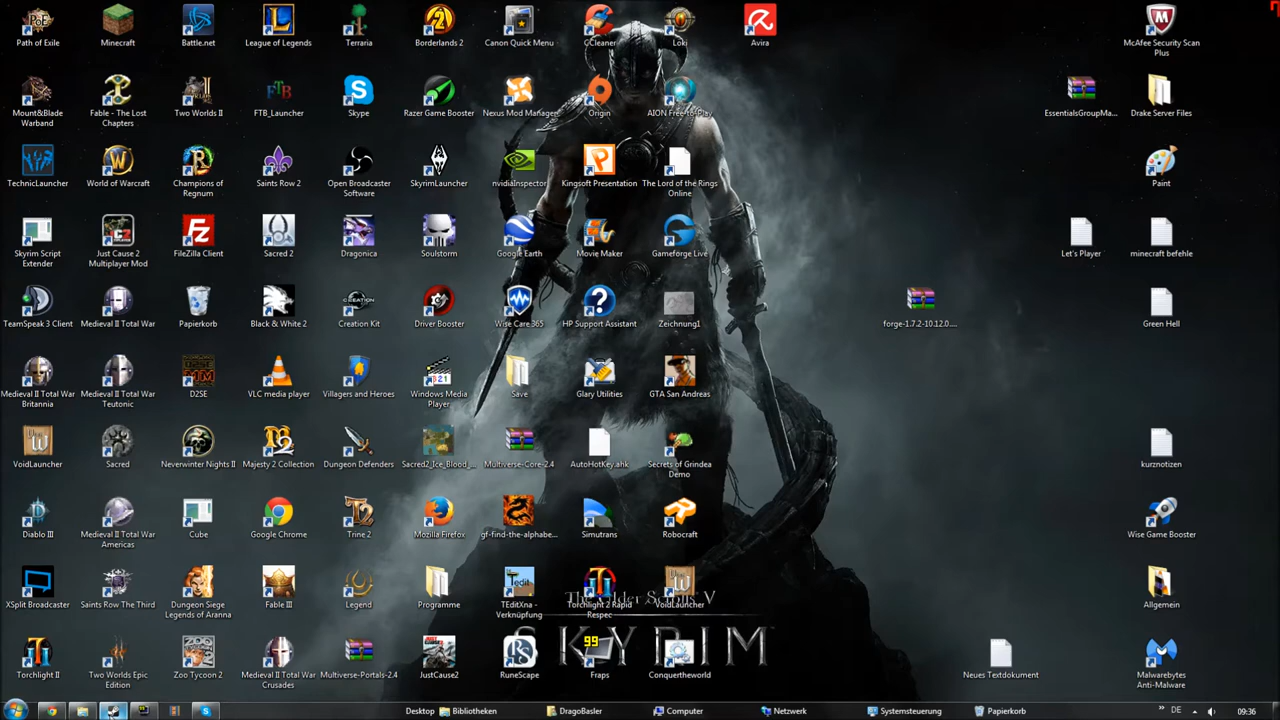 Path of Exile
Minecraft
Battle.net
League of Legends
Terraria
Borderlands 2
Canon Quick Menu
CCleaner
Loki
Avira
McAfee Security Scan
Plus
Mount&Blade
Warband
Fable - The Lost
Chapters
Two Worlds II
FTB_Launcher
Skype
Razer Game Booster
Nexus Mod Manager
Origin
AION Free-to-Play
EssentialsGroupMa...
Drake Server Files
TechnicLauncher
World of Warcraft
Champions of
Regnum
Saints Row 2
Open Broadcaster
Software
SkyrimLauncher
nvidiaInspector
Kingsoft Presentation
The Lord of the Rings
Online
Paint
Skyrim Script
Extender
Just Cause 2
Multiplayer Mod
FileZilla Client
Sacred 2
Dragonica
Soulstorm
Google Earth
Movie Maker
Gameforge Live
Let's Player
minecraft befehle
TeamSpeak 3 Client
Medieval II Total War
Papierkorb
Black & White 2
Creation Kit
Driver Booster
Wise Care 365
HP Support Assistant
Zeichnung1
forge-1.7.2-10.12.0....
Green Hell
Medieval II Total War
Britannia
Medieval II Total War
Teutonic
D2SE
VLC media player
Villagers and Heroes
Windows Media
Player
Save
Glary Utilities
GTA San Andreas
VoidLauncher
Sacred
Neverwinter Nights II
Majesty 2 Collection
Dungeon Defenders
Sacred2_Ice_Blood_...
Multiverse-Core-2.4
AutoHotKey.ahk
Secrets of Grindea
Demo
kurznotizen
Diablo III
Medieval II Total War
Americas
Cube
Google Chrome
Trine 2
Mozilla Firefox
gf-find-the-alphabe...
Simutrans
Robocraft
Wise Game Booster
XSplit Broadcaster
Saints Row The Third
Dungeon Siege
Legends of Aranna
Fable III
Legend
Programme
TEditXna -
Verknüpfung
Torchlight 2 Rapid
Respec
VoidLauncher
Allgemein
The Elder Scrolls V
SKYRIM
Torchlight II
Two Worlds Epic
Edition
Zoo Tycoon 2
Medieval II Total War
Crusades
Multiverse-Portals-2.4
JustCause2
RuneScape
99
Fraps
Conquertheworld
Neues Textdokument
Malwarebytes
Anti-Malware
Desktop
Bibliotheken
DragoBasler
Computer
Netzwerk
Systemsteuerung
Papierkorb
DE
09:36